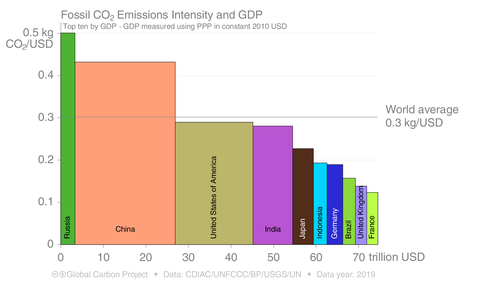 Fossil CO₂ Emissions Intensity and GDP
Top ten by GDP - GDP measured using PPP in constant 2010 USD
0.5 kg
CO₂/USD
0.4
0.3
0.2
0.1
0
World average
0.3 kg/USD
Russia
China
United States of America
India
Japan
Indonesia
Germany
Brazil
United Kingdom
France
0 10 20 30 40 50 60 70 trillion USD
Global Carbon Project • Data: CDIAC/UNFCCC/BP/USGS/UN • Data year: 2019